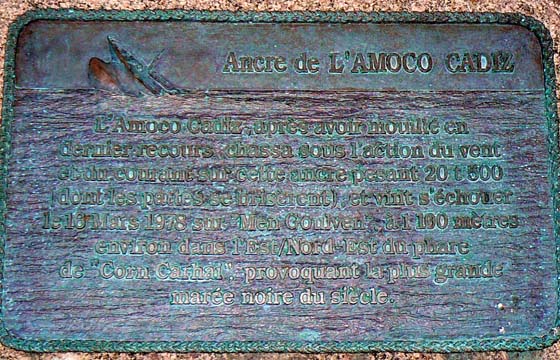 Ancre de L'AMOCO CADIZ
L'Amoco Cadiz, après avoir mouillé en
dernier recours, chassa sous l'action du vent
et du courant sur cette ancre pesant 20 t 500
(dont les pattes se brisèrent), et vint s'échouer
le 16 Mars 1978 sur "Men Goulven", à 1 100 mètres
environ dans l'Est/Nord-Est du phare
de "Corn Carhai", provoquant la plus grande
marée noire du siècle.